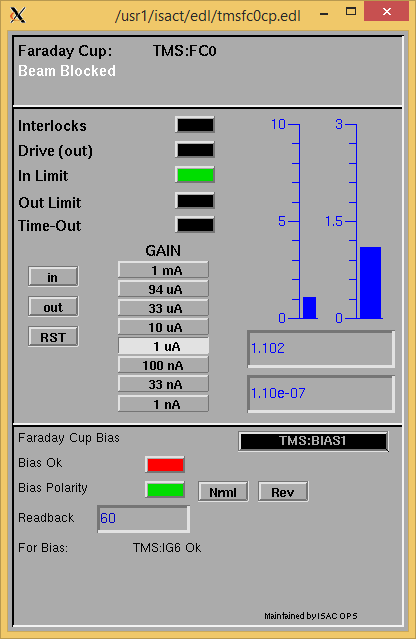 /usr1/isact/edl/tmsfc0cp.edl
Faraday Cup: TMS:FC0
Beam Blocked
Interlocks
Drive (out)
In Limit
Out Limit
Time-Out
10 3
5 1.5
0 0
GAIN
1 mA
94 uA
33 uA
10 uA
1 uA
100 nA
33 nA
1 nA
in
out
RST
1.102
1.10e-07
Faraday Cup Bias TMS:BIAS1
Bias Ok
Bias Polarity Nrml Rev
Readback 60
For Bias: TMS:IG6 Ok
Maintained by ISAC OPS